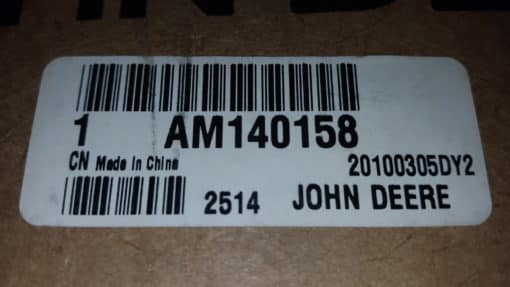 1 AM140158
CN Made in China 20100305DY2
2514 JOHN DEERE